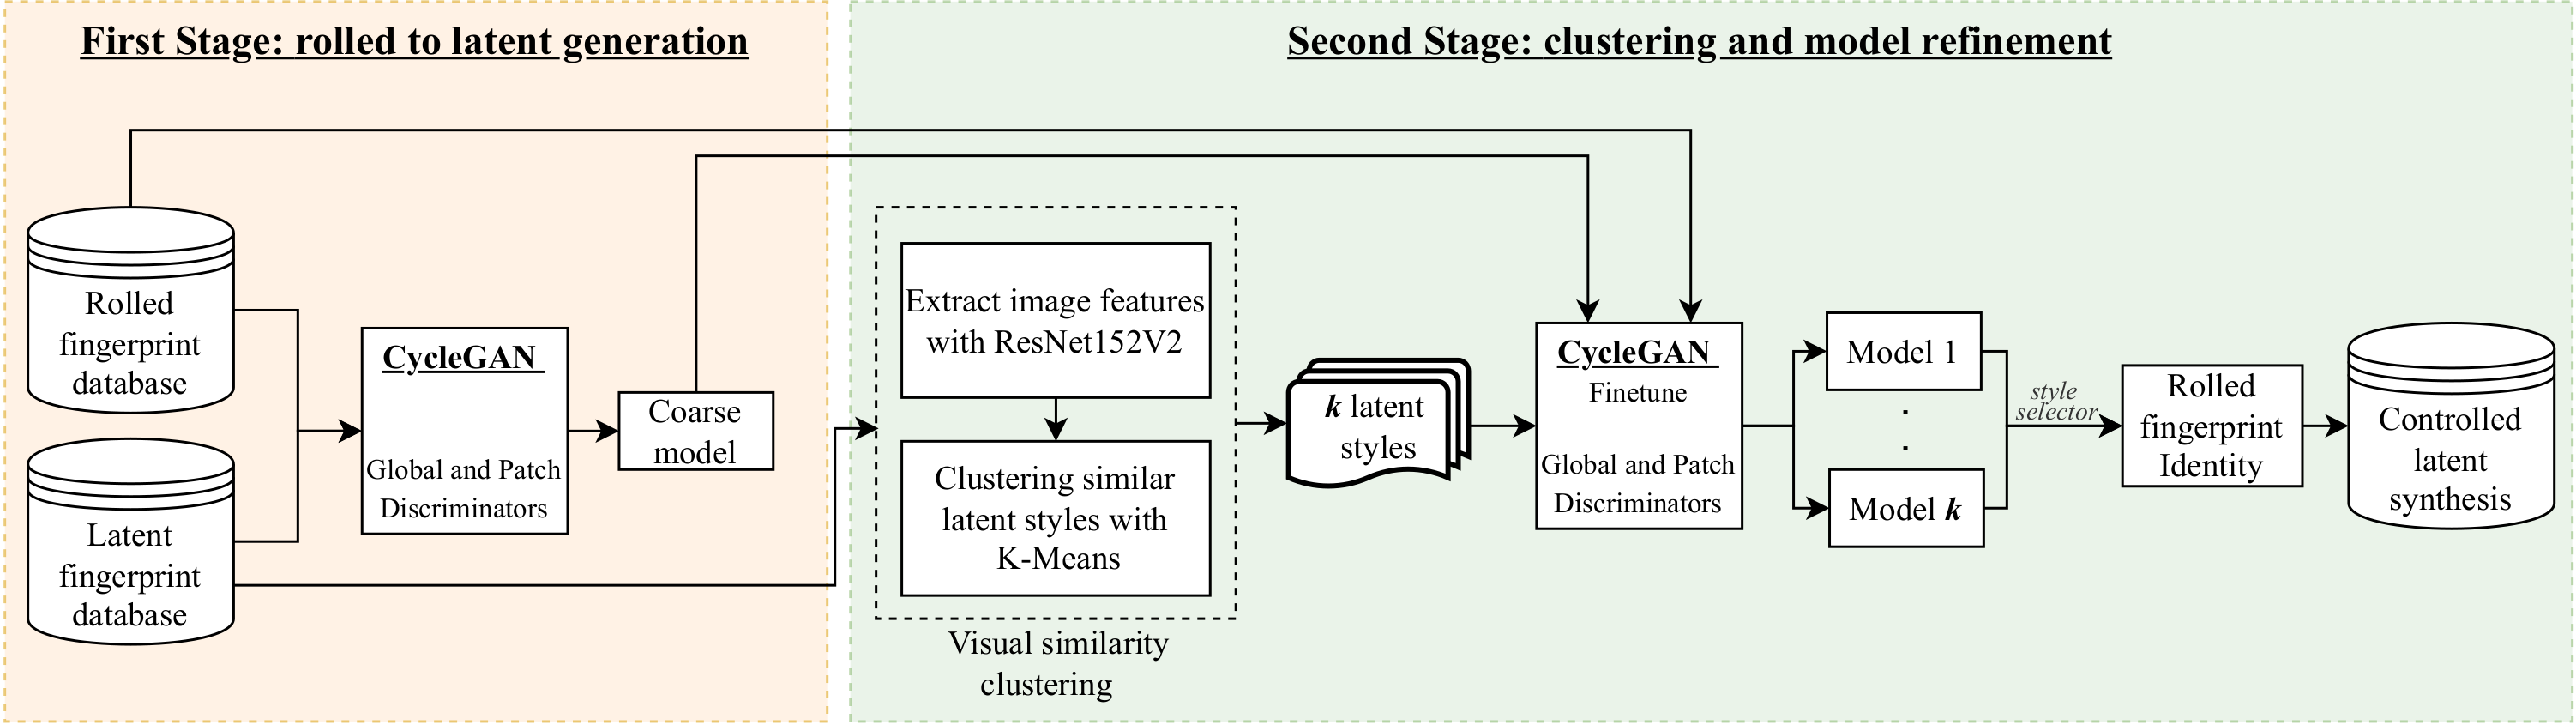 First Stage: rolled to latent generation
Rolled
fingerprint
database
Latent
fingerprint
database
CycleGAN
Global and Patch
Discriminators
Coarse
model
Second Stage: clustering and model refinement
Extract image features
with ResNet152V2
Clustering similar
latent styles with
K-Means
Visual similarity
clustering
k latent
styles
CycleGAN
Finetune
Global and Patch
Discriminators
Model 1
.
.
Model k
style
selector
Rolled
fingerprint
Identity
Controlled
latent
synthesis